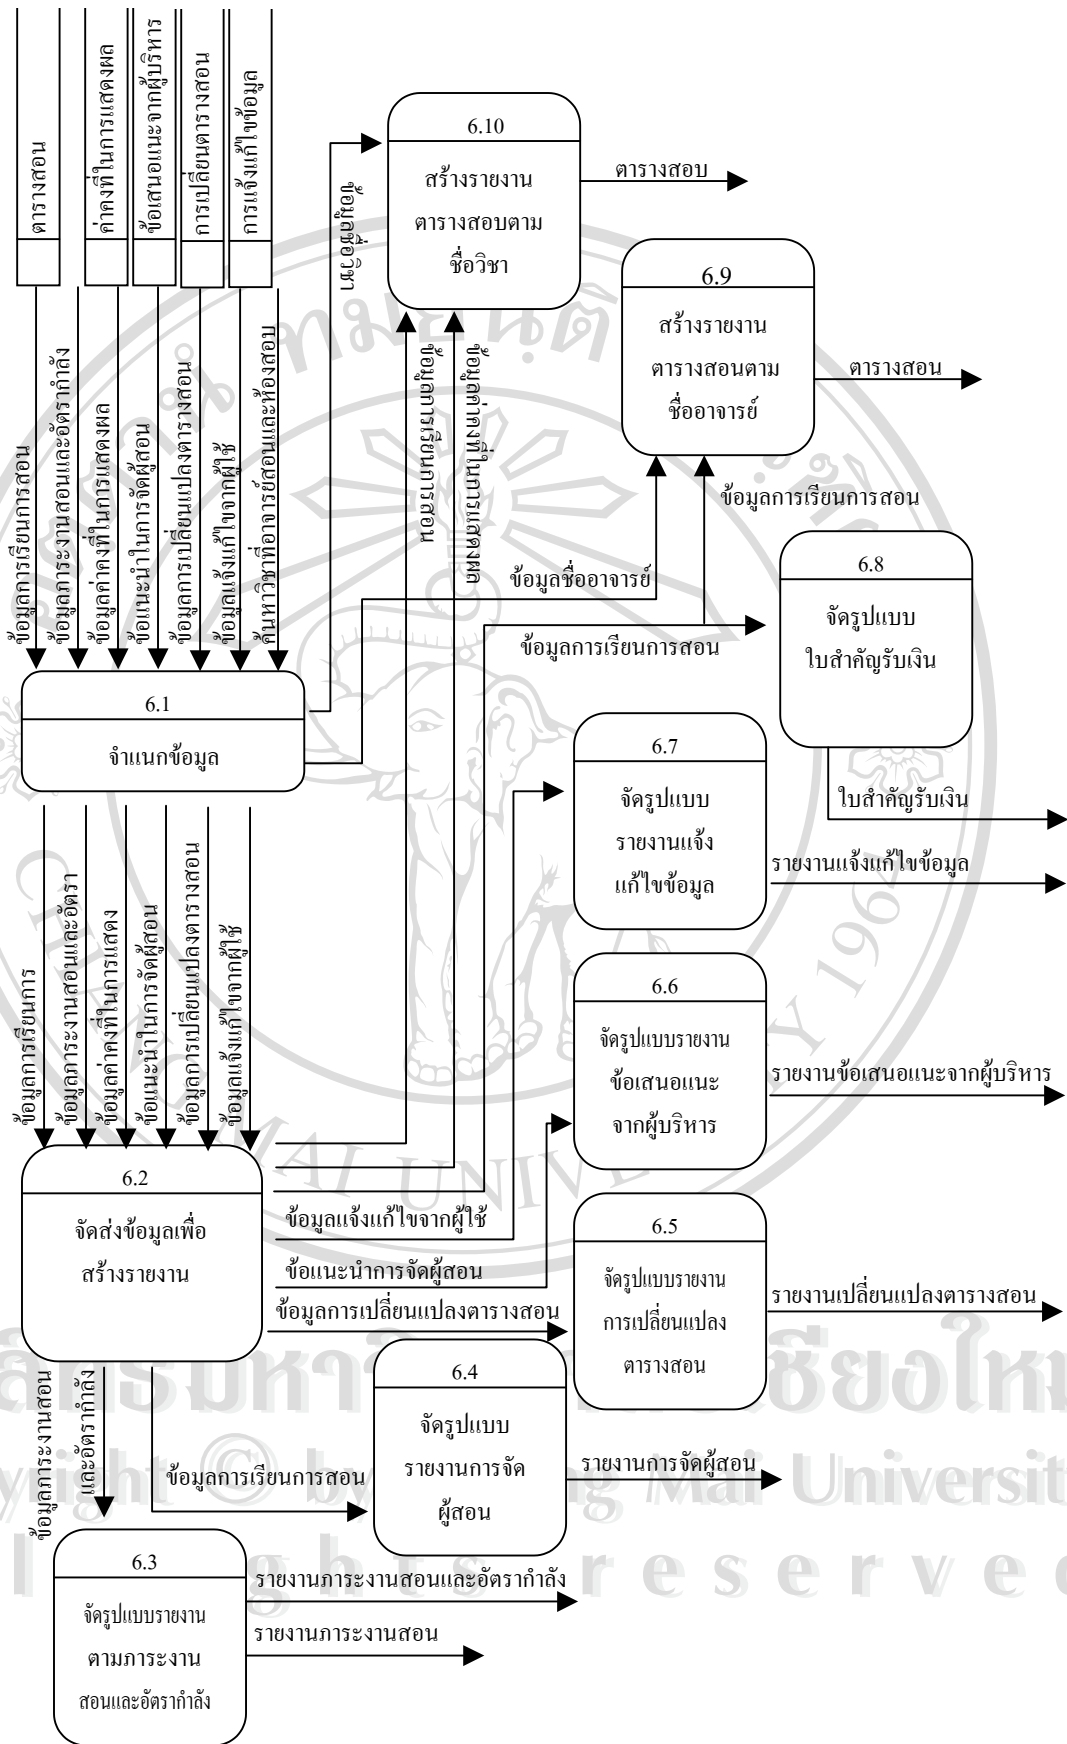 ตารางสอน
ค่าคงที่ในการแสดงผล
ข้อเสนอแนะจากผู้บริหาร
การเปลี่ยนตารางสอน
การแจ้งแก้ไขข้อมูล
ข้อมูลการเรียนการสอน
ข้อมูลภาระงานสอนและอัตรากำลัง
ข้อมูลค่าคงที่ในการแสดงผล
ข้อแนะนำในการจัดผู้สอน
ข้อมูลการเปลี่ยนแปลงตารางสอน
ข้อมูลแจ้งแก้ไขจากผู้ใช้
ค้นหาวิชาที่อาจารย์สอนและห้องสอบ
6.10
สร้างรายงาน
ตารางสอบตาม
ชื่อวิชา
ตารางสอบ
ข้อมูลชื่อวิชา
6.9
สร้างรายงาน
ตารางสอนตาม
ชื่ออาจารย์
ตารางสอน
ข้อมูลการเรียนการสอน
ข้อมูลค่าคงที่ในการแสดงผล
ข้อมูลการเรียนการสอน
6.8
จัดรูปแบบ
ใบสำคัญรับเงิน
ข้อมูลชื่ออาจารย์
ข้อมูลการเรียนการสอน
6.1
จำแนกข้อมูล
6.7
จัดรูปแบบ
รายงานแจ้ง
แก้ไขข้อมูล
ใบสำคัญรับเงิน
รายงานแจ้งแก้ไขข้อมูล
ข้อมูลการเรียนการ
ข้อมูลภาระงานสอนและอัตรา
ข้อมูลค่าคงที่ในการแสดง
ข้อแนะนำในการจัดผู้สอน
ข้อมูลการเปลี่ยนแปลงตารางสอน
ข้อมูลแจ้งแก้ไขจากผู้ใช้
6.6
จัดรูปแบบรายงาน
ข้อเสนอแนะ
จากผู้บริหาร
รายงานข้อเสนอแนะจากผู้บริหาร
6.2
จัดส่งข้อมูลเพื่อ
สร้างรายงาน
ข้อมูลแจ้งแก้ไขจากผู้ใช้
ข้อแนะนำการจัดผู้สอน
ข้อมูลการเปลี่ยนแปลงตารางสอน
6.5
จัดรูปแบบรายงาน
การเปลี่ยนแปลง
ตารางสอน
รายงานเปลี่ยนแปลงตารางสอน
6.4
จัดรูปแบบ
รายงานการจัด
ผู้สอน
รายงานการจัดผู้สอน
ข้อมูลภาระงานสอน
และอัตรากำลัง
ข้อมูลการเรียนการสอน
6.3
จัดรูปแบบรายงาน
ตามภาระงาน
สอนและอัตรากำลัง
รายงานภาระงานสอนและอัตรากำลัง
รายงานภาระงานสอน